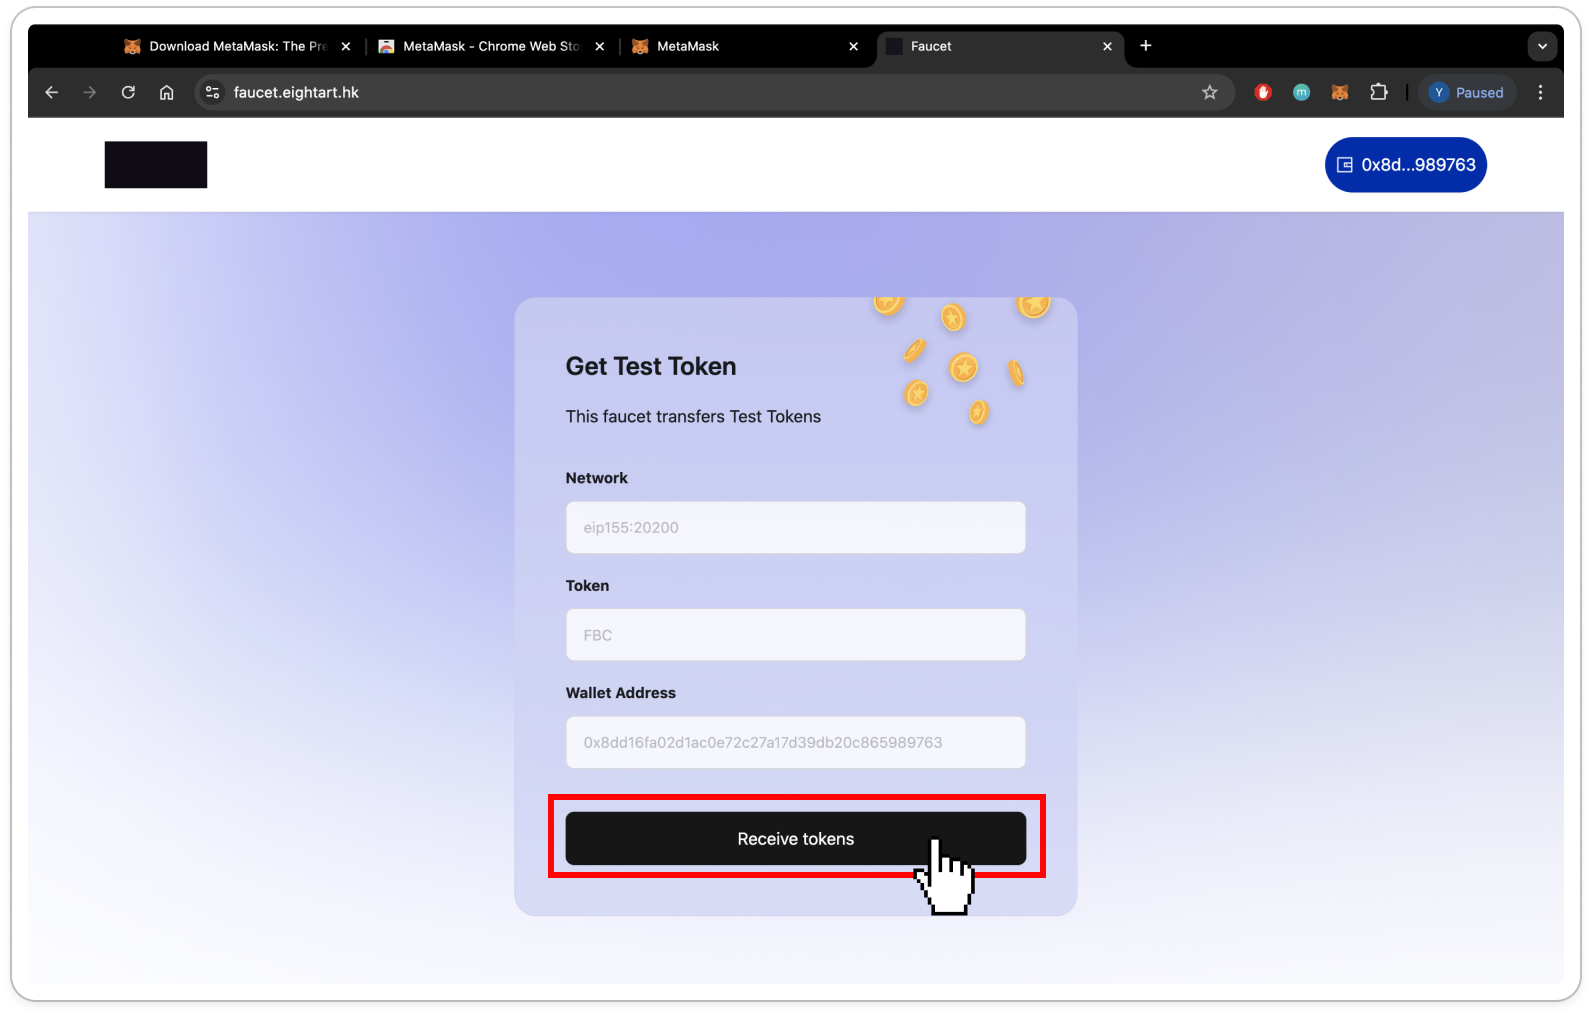 Download MetaMask: The Pre
MetaMask - Chrome Web Sto
MetaMask
Faucet
faucet.eightart.hk
m
Y Paused
0x8d...989763
Get Test Token
This faucet transfers Test Tokens
Network
eip155:20200
Token
FBC
Wallet Address
0x8dd16fa02d1ac0e72c27a17d39db20c865989763
Receive tokens